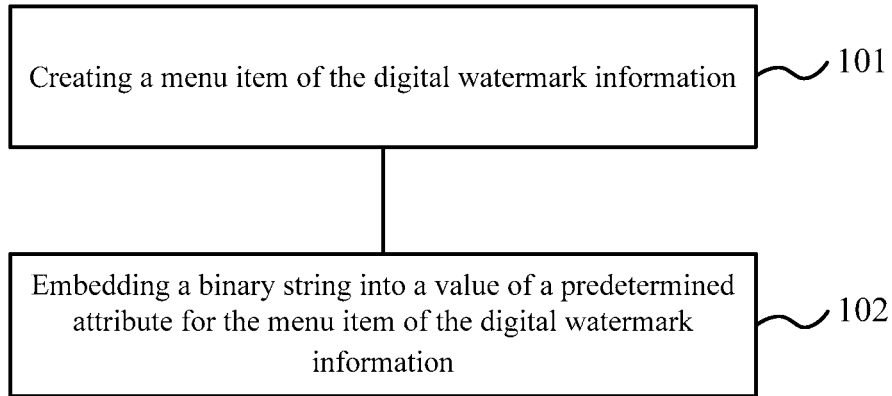 Creating a menu item of the digital watermark information
101
Embedding a binary string into a value of a predetermined
attribute for the menu item of the digital watermark
information
102